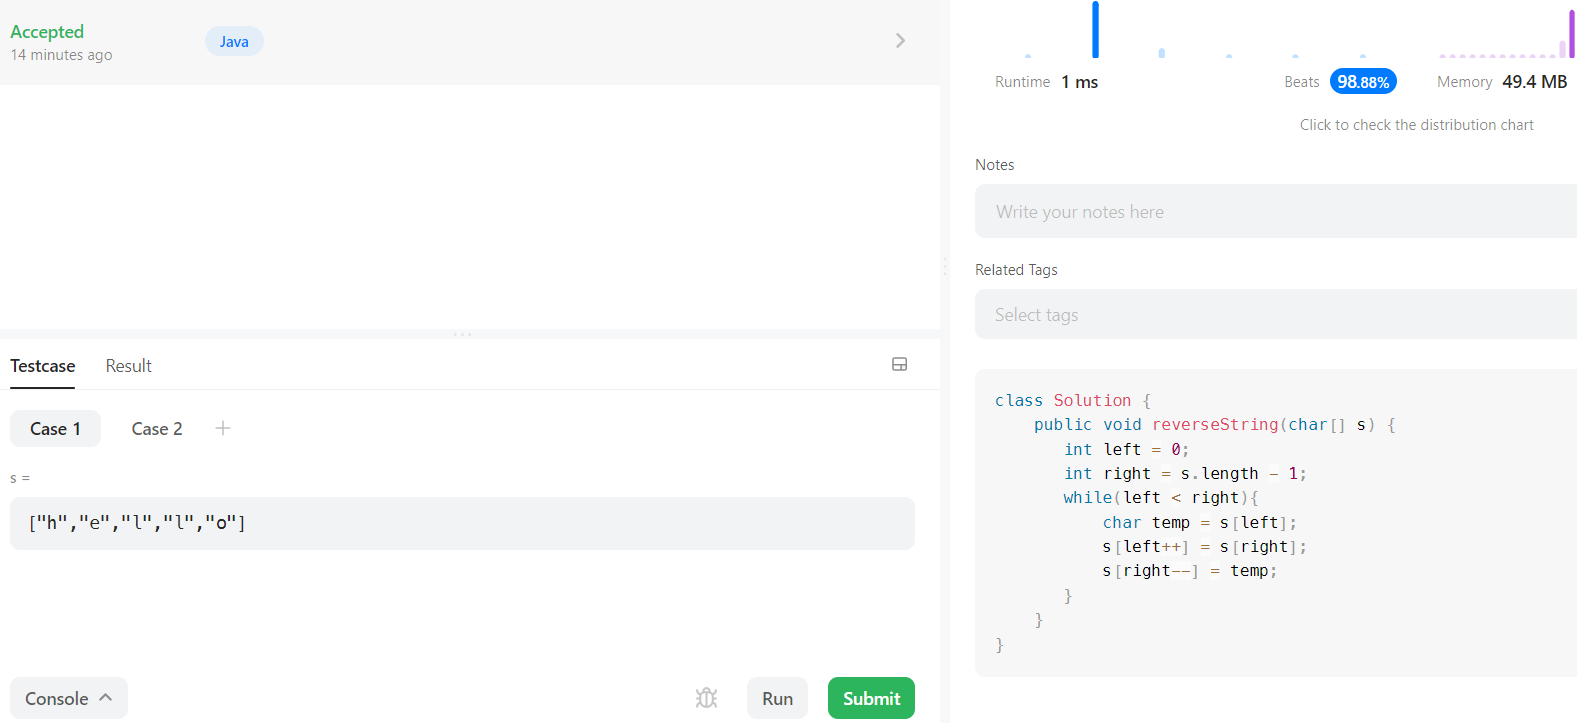 Accepted
14 minutes ago
Java
Testcase Result
Case 1 Case 2 +
s =
["h","e","l","l","o"]
Console Run Submit
Runtime 1 ms Beats 98.88% Memory 49.4 MB
Click to check the distribution chart
Notes
Write your notes here
Related Tags
Select tags
class Solution {
    public void reverseString(char[] s) {
       int left = 0;
       int right = s.length - 1;
       while(left < right){
           char temp = s[left];
           s[left++] = s[right];
           s[right--] = temp;
       }
    }
}